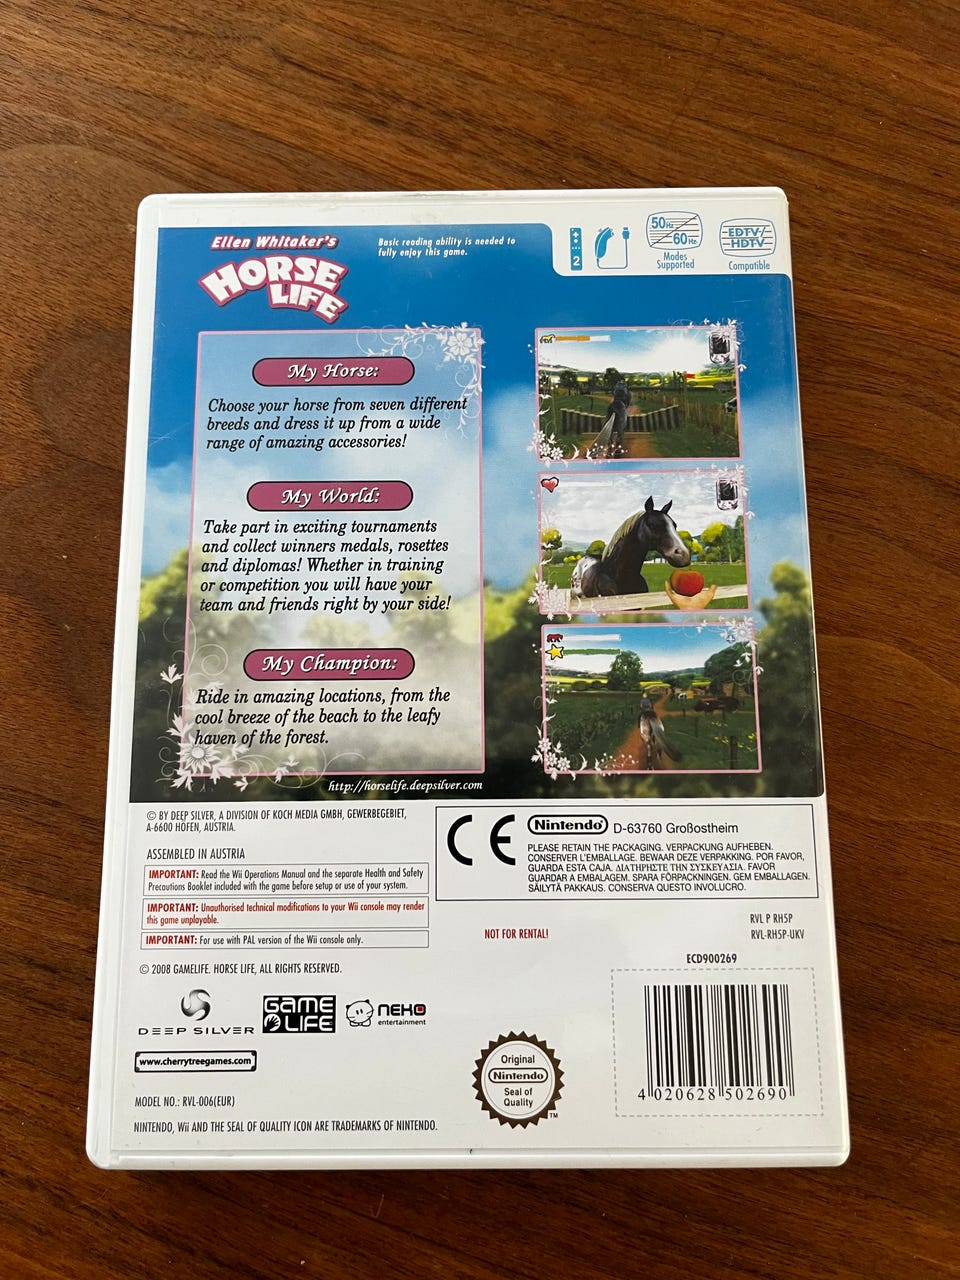 Ellen Whitaker's
HORSE
LIFE
Basic reading ability is needed to
fully enjoy this game.
2
50Hz
60Hz
Modes
Supported
EDTV/
HDTV
Compatible
My Horse:
Choose your horse from seven different
breeds and dress it up from a wide
range of amazing accessories!
My World:
Take part in exciting tournaments
and collect winners medals, rosettes
and diplomas! Whether in training
or competition you will have your
team and friends right by your side!
My Champion:
Ride in amazing locations, from the
cool breeze of the beach to the leafy
haven of the forest.
http://horselife.deepsilver.com
© BY DEEP SILVER, A DIVISION OF KOCH MEDIA GMBH, GEWERBEGEBIET,
A-6600 HÖFEN, AUSTRIA.
ASSEMBLED IN AUSTRIA
IMPORTANT: Read the Wii Operations Manual and the separate Health and Safety
Precautions Booklet included with the game before setup or use of your system.
IMPORTANT: Unauthorised technical modifications to your Wii console may render
this game unplayable.
IMPORTANT: For use with PAL version of the Wii console only.
© 2008 GAMELIFE. HORSE LIFE, ALL RIGHTS RESERVED.
DEEP SILVER
GAME
LIFE
NEKO
entertainment
www.cherrytreegames.com
MODEL NO.: RVL-006(EUR)
NINTENDO, Wii AND THE SEAL OF QUALITY ICON ARE TRADEMARKS OF NINTENDO.
CE
Nintendo D-63760 Großostheim
PLEASE RETAIN THE PACKAGING. VERPACKUNG AUFHEBEN.
CONSERVER L'EMBALLAGE. BEWAAR DEZE VERPAKKING. POR FAVOR,
GUARDA ESTA CAJA. ΔΙΑΤΗΡΗΣΤΕ ΤΗΝ ΣΥΣΚΕΥΑΣΙΑ. FAVOR
GUARDAR A EMBALAGEM. SPARA FÖRPACKNINGEN. GEM EMBALLAGEN.
SÄILYTÄ PAKKAUS. CONSERVA QUESTO INVOLUCRO.
NOT FOR RENTAL!
RVL P RH5P
RVL-RH5P-UKV
ECD900269
Original
Nintendo
Seal of
Quality
TM
4 020628 502690